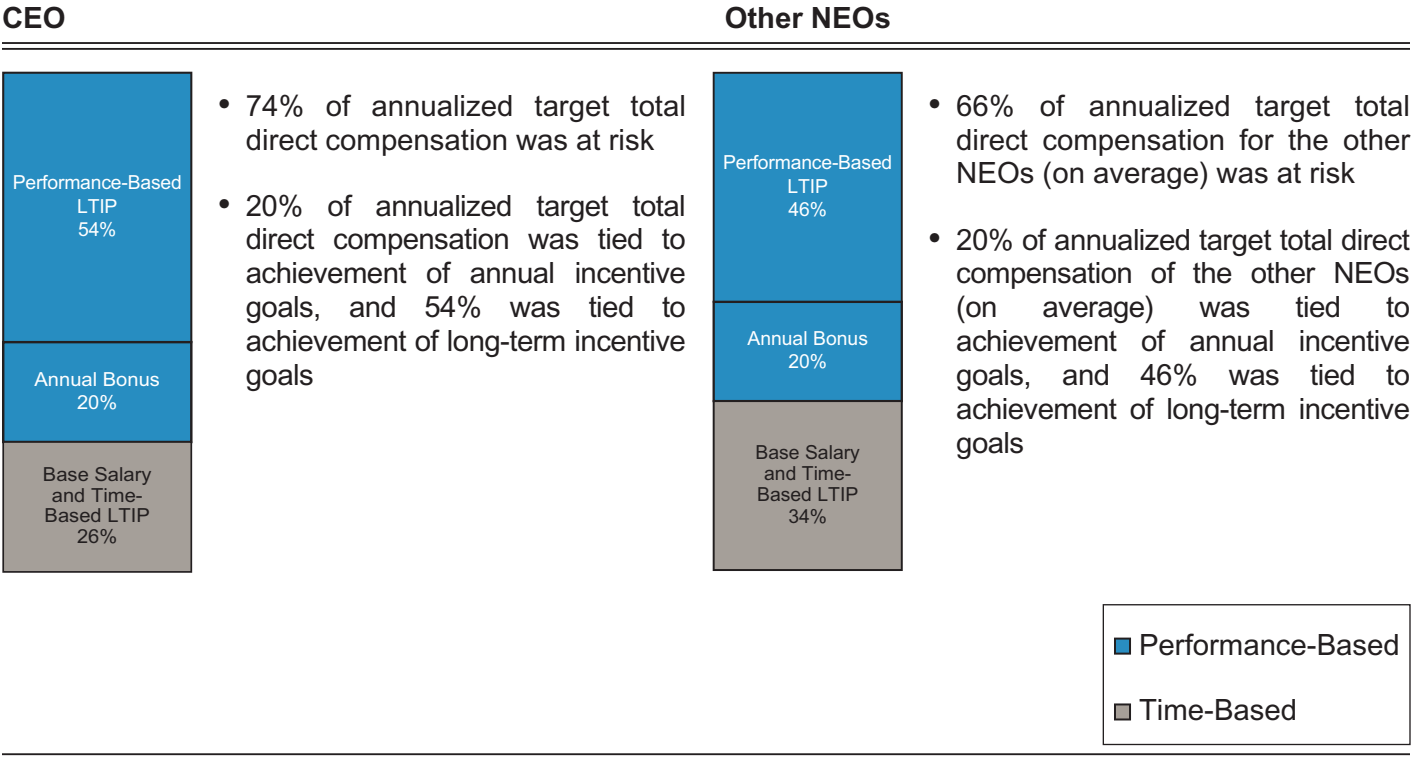 CEO
Performance-Based
LTIP
54%
Annual Bonus
20%
Base Salary
and Time-
Based LTIP
26%
• 74% of annualized target total
direct compensation was at risk
• 20% of annualized target total
direct compensation was tied to
achievement of annual incentive
goals, and 54% was tied to
achievement of long-term incentive
goals
Other NEOs
Performance-Based
LTIP
46%
Annual Bonus
20%
Base Salary
and Time-
Based LTIP
34%
• 66% of annualized target total
direct compensation for the other
NEOs (on average) was at risk
• 20% of annualized target total direct
compensation of the other NEOs
(on average) was tied to
achievement of annual incentive
goals, and 46% was tied to
achievement of long-term incentive
goals
Performance-Based
Time-Based